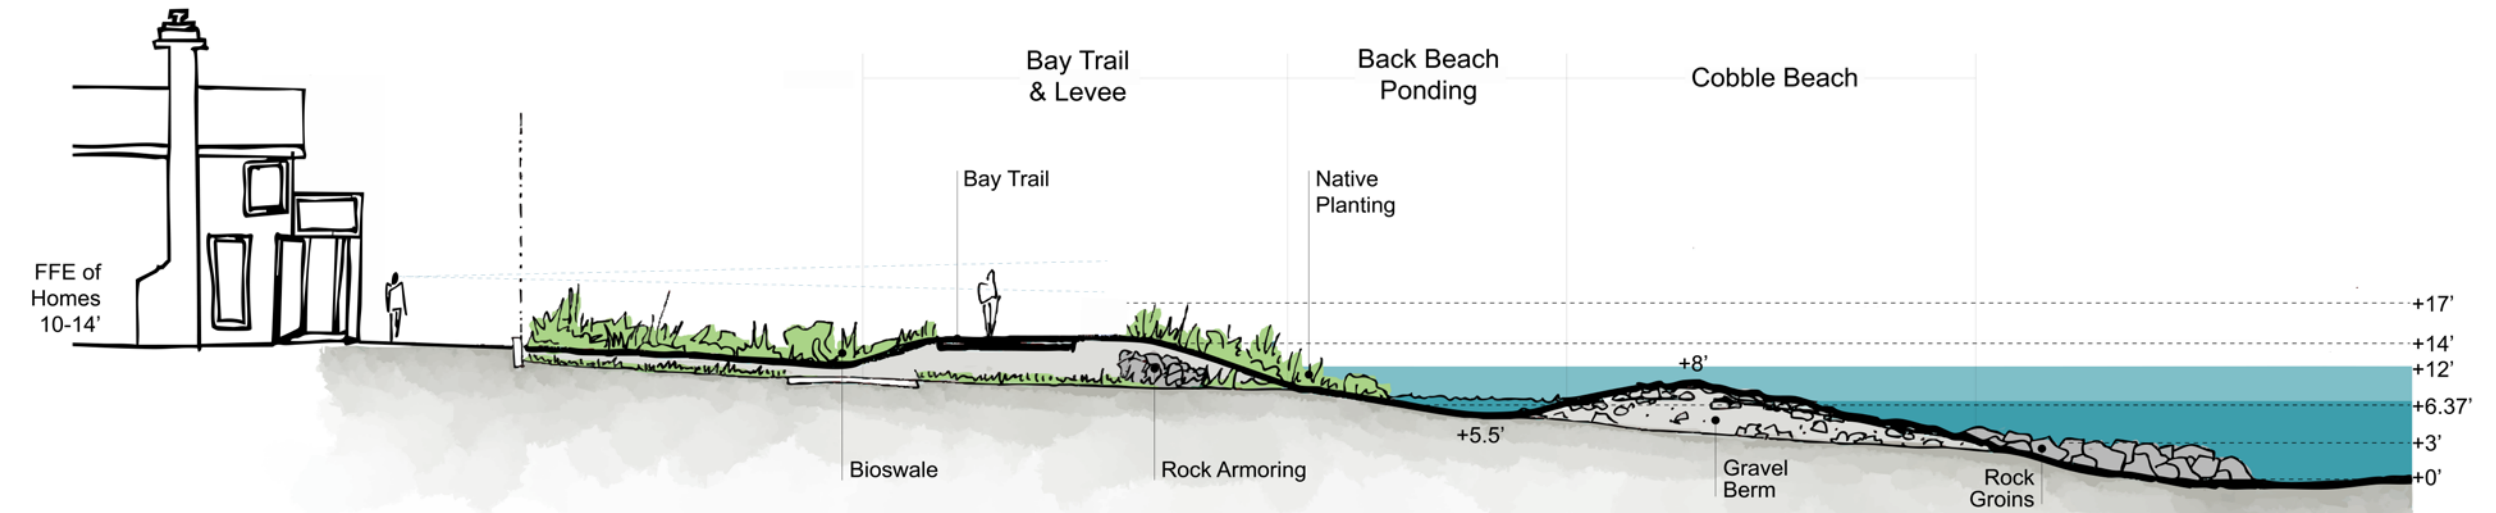 Bay Trail
& Levee
Back Beach
Ponding
Cobble Beach
Bay Trail
Native
Planting
FFE of
Homes
10-14’
+17’
+14’
+12’
+8’
+6.37’
+5.5’
+3’
+0’
Bioswale
Rock Armoring
Gravel
Berm
Rock
Groins